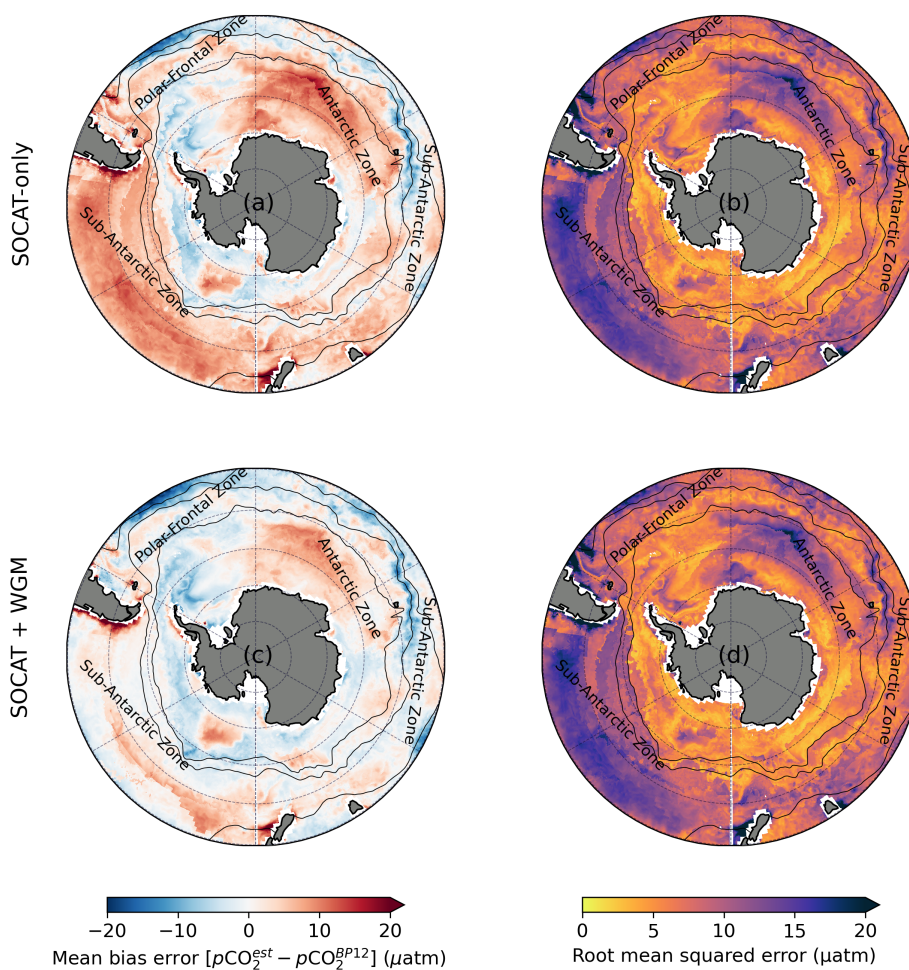 SOCAT-only
Polar-Frontal Zone
Antarctic Zone
Sub-Antarctic Zone
Sub-Antarctic Zone
(a)
Polar-Frontal Zone
Antarctic Zone
Sub-Antarctic Zone
Sub-Antarctic Zone
(b)
SOCAT + WGM
Polar-Frontal Zone
Antarctic Zone
Sub-Antarctic Zone
Sub-Antarctic Zone
(c)
Polar-Frontal Zone
Antarctic Zone
Sub-Antarctic Zone
Sub-Antarctic Zone
(d)
−20 −10 0 10 20
Mean bias error [pCO₂ᵉˢᵗ − pCO₂ᴮᴾ¹²] (μatm)
0 5 10 15 20
Root mean squared error (μatm)